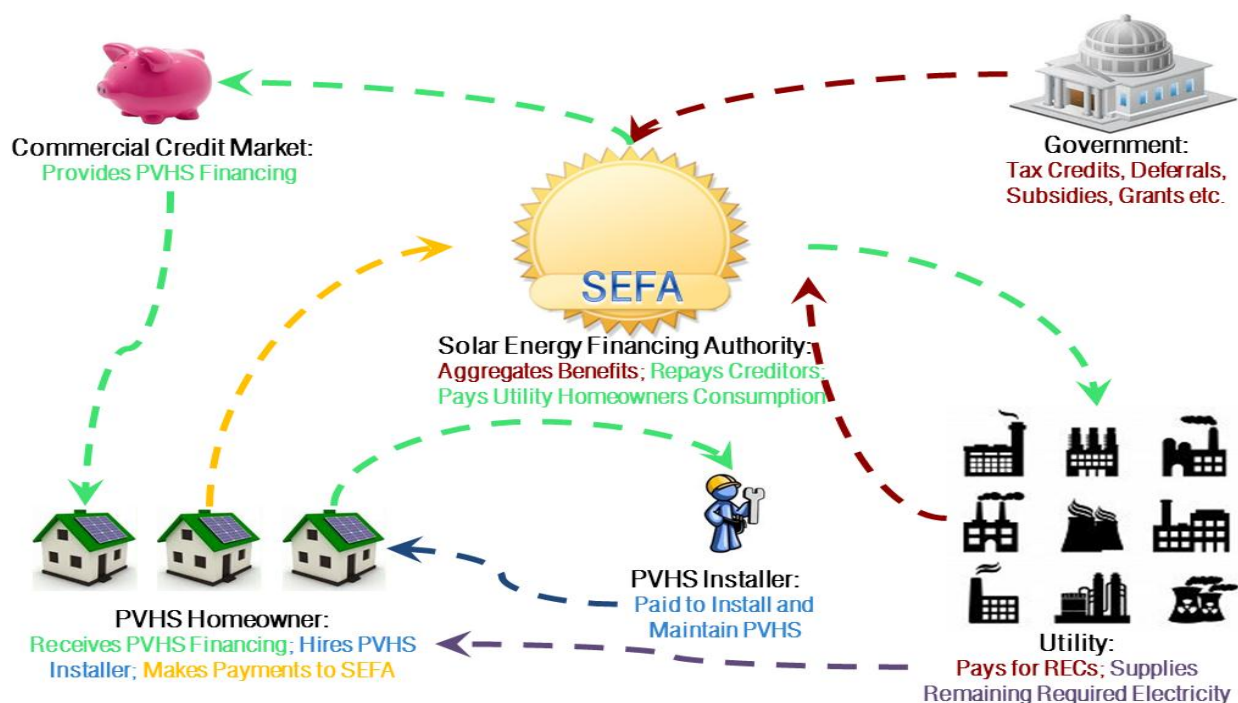 Commercial Credit Market:
Provides PVHS Financing
Government:
Tax Credits, Deferrals,
Subsidies, Grants etc.
SEFA
Solar Energy Financing Authority:
Aggregates Benefits; Repays Creditors;
Pays Utility Homeowners Consumption
PVHS Homeowner:
Receives PVHS Financing; Hires PVHS
Installer; Makes Payments to SEFA
PVHS Installer:
Paid to Install and
Maintain PVHS
Utility:
Pays for RECs; Supplies
Remaining Required Electricity